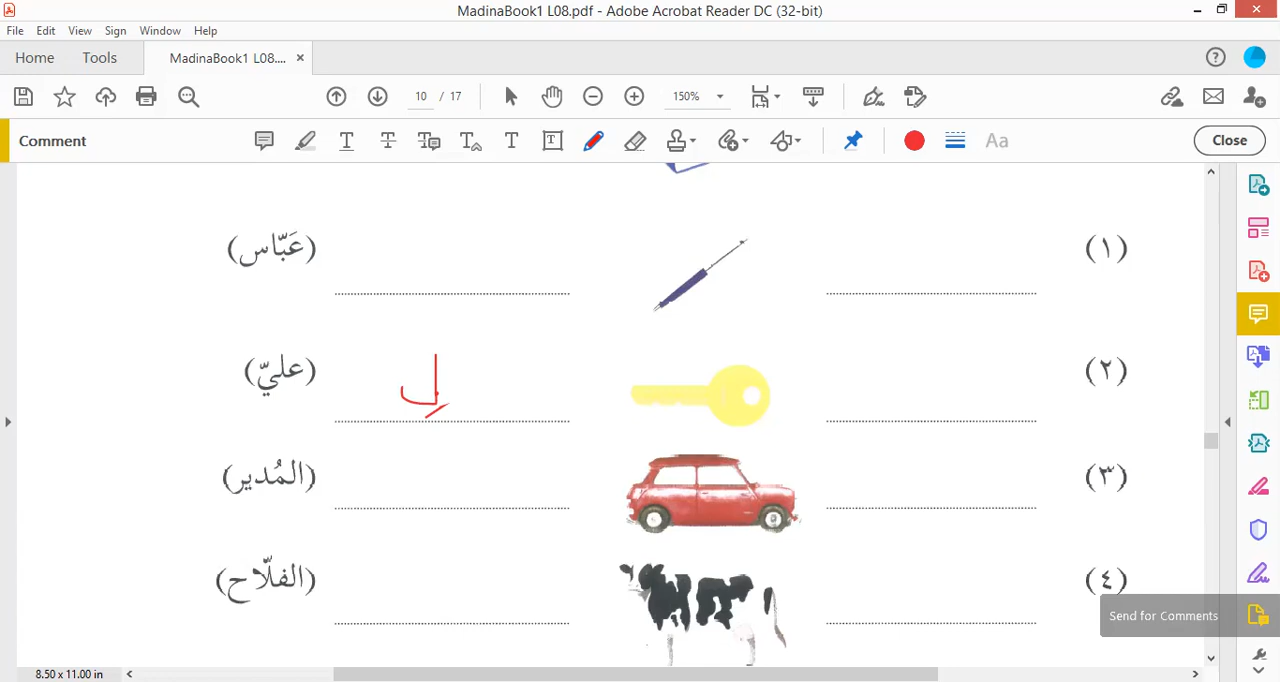 MadinaBook1 L08.pdf - Adobe Acrobat Reader DC (32-bit)
File Edit View Sign Window Help
Home Tools MadinaBook1 L08.... ×
10 / 17 150%
Comment Close
(١) (عَبّاس)
(٢) لِ (عليّ)
(٣) (المُدير)
(٤) (الفلّاح)
Send for Comments
8.50 x 11.00 in